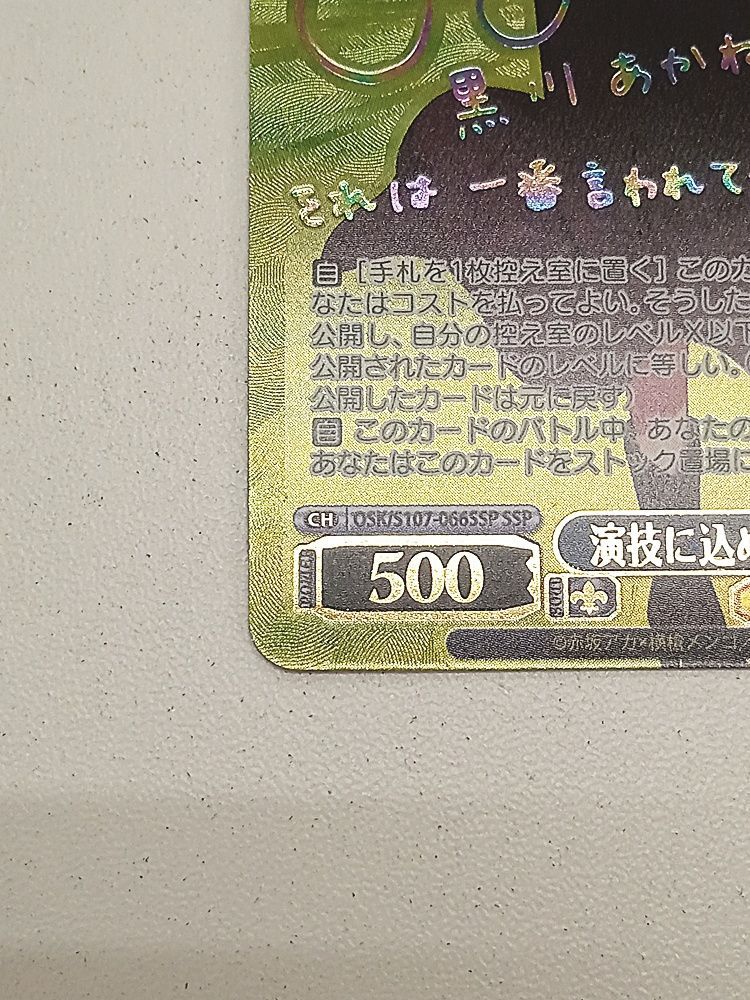 黒川 あかね
それは 一番 言われて
自 [手札を1枚控え室に置く] このカ
なたはコストを払ってよい。そうした
公開し、自分の控え室のレベルX以下
公開されたカードのレベルに等しい。
公開したカードは元に戻す)
自 このカードのバトル中、あなたの
あなたはこのカードをストック置場に
CH OSK/S107-066SSP SSP
演技に込め
POWER 500 SOUL
©赤坂アカ×横槍メンゴ/